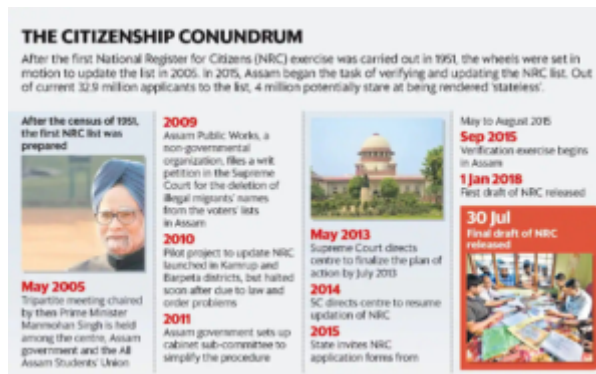 THE CITIZENSHIP CONUNDRUM
After the first National Register for Citizens (NRC) exercise was carried out in 1951, the wheels were set in
motion to update the list in 2005. In 2015, Assam began the task of verifying and updating the NRC list. Out
of current 32.9 million applicants to the list, 4 million potentially stare at being rendered 'stateless'.
After the census of 1951,
the first NRC list was
prepared
May 2005
Tripartite meeting chaired
by then Prime Minister
Manmohan Singh is held
among the centre, Assam
government and the All
Assam Students' Union
2009
Assam Public Works, a
non-governmental
organization, files a writ
petition in the Supreme
Court for the deletion of
illegal migrants' names
from the voters' lists
in Assam
2010
Pilot project to update NRC
launched in Kamrup and
Barpeta districts, but halted
soon after due to law and
order problems
2011
Assam government sets up
cabinet sub-committee to
simplify the procedure
May 2013
Supreme Court directs
centre to finalize the plan of
action by July 2013
2014
SC directs centre to resume
updation of NRC
2015
State invites NRC
application forms from
May to August 2015
Sep 2015
Verification exercise begins
in Assam
1 Jan 2018
First draft of NRC released
30 Jul
Final draft of NRC
released